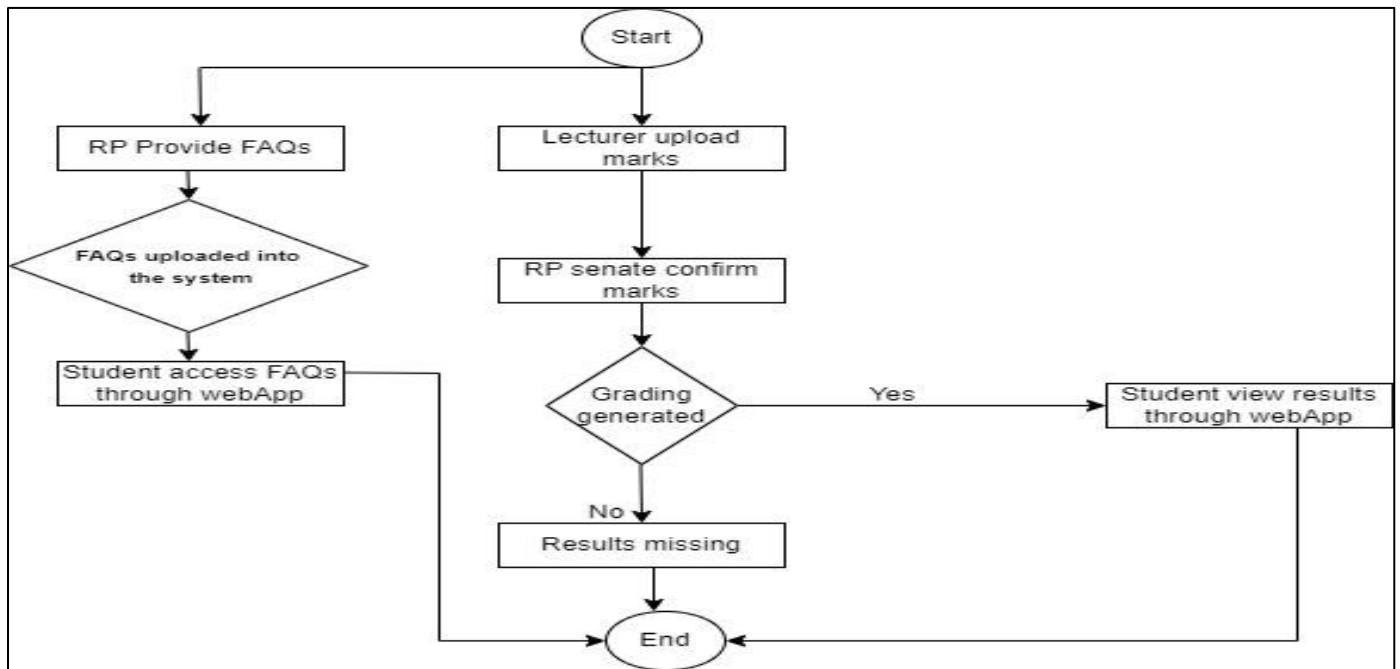 Start
RP Provide FAQs
Lecturer upload
marks
FAQs uploaded into
the system
RP senate confirm
marks
Student access FAQs
through webApp
Grading
generated
Yes
Student view results
through webApp
No
Results missing
End